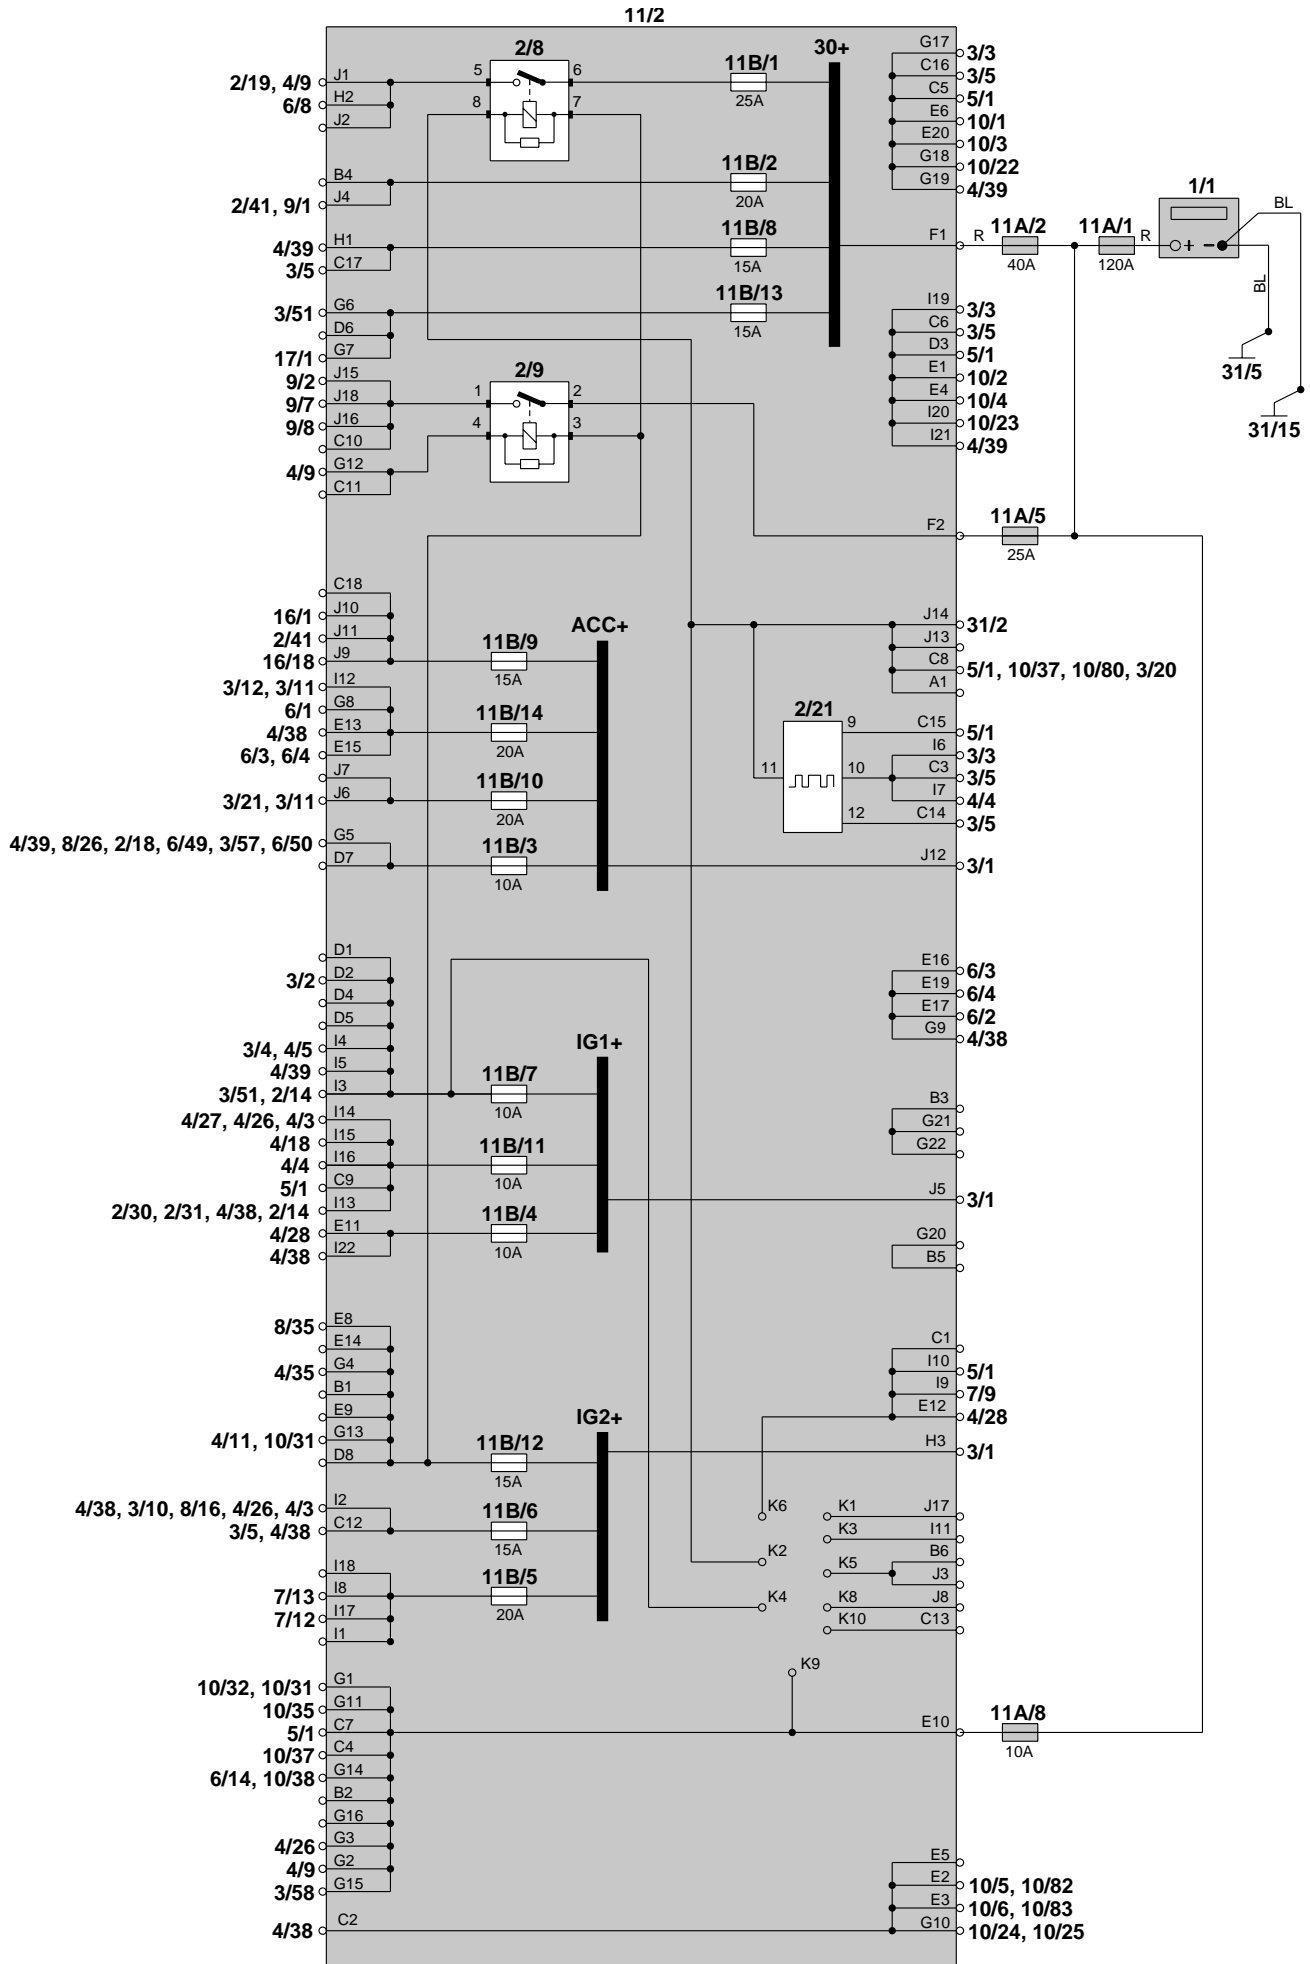 11/2
2/8
30+
11B/1
25A
5
6
8
7
2/19, 4/9
J1
6/8
H2
J2
11B/2
20A
B4
2/41, 9/1
J4
11B/8
15A
4/39
H1
3/5
C17
11B/13
15A
3/51
G6
D6
17/1
G7
9/2
J15
9/7
J18
9/8
J16
C10
4/9
G12
C11
2/9
1
2
4
3
G17
3/3
C16
3/5
C5
5/1
E6
10/1
E20
10/3
G18
10/22
G19
4/39
F1
R
11A/2
40A
11A/1
120A
R
1/1
+
−
BL
BL
31/5
31/15
I19
3/3
C6
3/5
D3
5/1
E1
10/2
E4
10/4
I20
10/23
I21
4/39
F2
11A/5
25A
C18
16/1
J10
2/41
J11
16/18
J9
11B/9
15A
ACC+
3/12, 3/11
I12
6/1
G8
4/38
E13
6/3, 6/4
E15
11B/14
20A
J7
3/21, 3/11
J6
11B/10
20A
4/39, 8/26, 2/18, 6/49, 3/57, 6/50
G5
D7
11B/3
10A
J14
31/2
J13
C8
5/1, 10/37, 10/80, 3/20
A1
2/21
11
9
10
12
C15
5/1
I6
3/3
C3
3/5
I7
4/4
C14
3/5
J12
3/1
D1
3/2
D2
D4
D5
3/4, 4/5
I4
4/39
I5
3/51, 2/14
I3
11B/7
10A
IG1+
4/27, 4/26, 4/3
I14
4/18
I15
4/4
I16
5/1
C9
2/30, 2/31, 4/38, 2/14
I13
11B/11
10A
4/28
E11
4/38
I22
11B/4
10A
E16
6/3
E19
6/4
E17
6/2
G9
4/38
B3
G21
G22
J5
3/1
G20
B5
8/35
E8
E14
4/35
G4
B1
E9
4/11, 10/31
G13
D8
11B/12
15A
IG2+
4/38, 3/10, 8/16, 4/26, 4/3
I2
3/5, 4/38
C12
11B/6
15A
I18
7/13
I8
7/12
I17
I1
11B/5
20A
C1
I10
5/1
I9
7/9
E12
4/28
H3
3/1
K6
K1
J17
K3
I11
K2
K5
B6
J3
K4
K8
J8
K10
C13
K9
10/32, 10/31
G1
10/35
G11
5/1
C7
10/37
C4
6/14, 10/38
G14
B2
G16
4/26
G3
4/9
G2
3/58
G15
4/38
C2
E10
11A/8
10A
E5
E2
10/5, 10/82
E3
10/6, 10/83
G10
10/24, 10/25